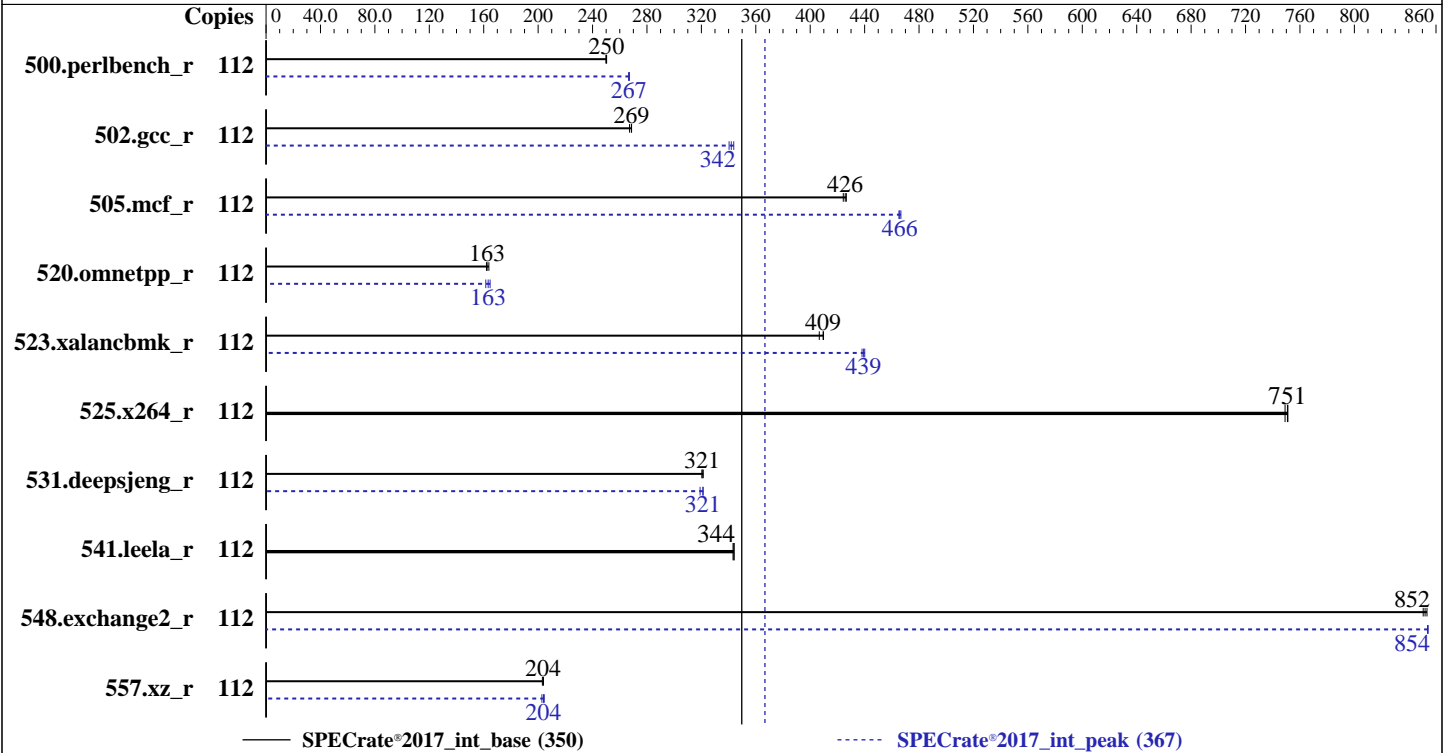 Copies 0 40.0 80.0 120 160 200 240 280 320 360 400 440 480 520 560 600 640 680 720 760 800 860
500.perlbench_r 112 250
267
502.gcc_r 112 269
342
505.mcf_r 112 426
466
520.omnetpp_r 112 163
163
523.xalancbmk_r 112 409
439
525.x264_r 112 751
531.deepsjeng_r 112 321
321
541.leela_r 112 344
548.exchange2_r 112 852
854
557.xz_r 112 204
204
SPECrate®2017_int_base (350) SPECrate®2017_int_peak (367)